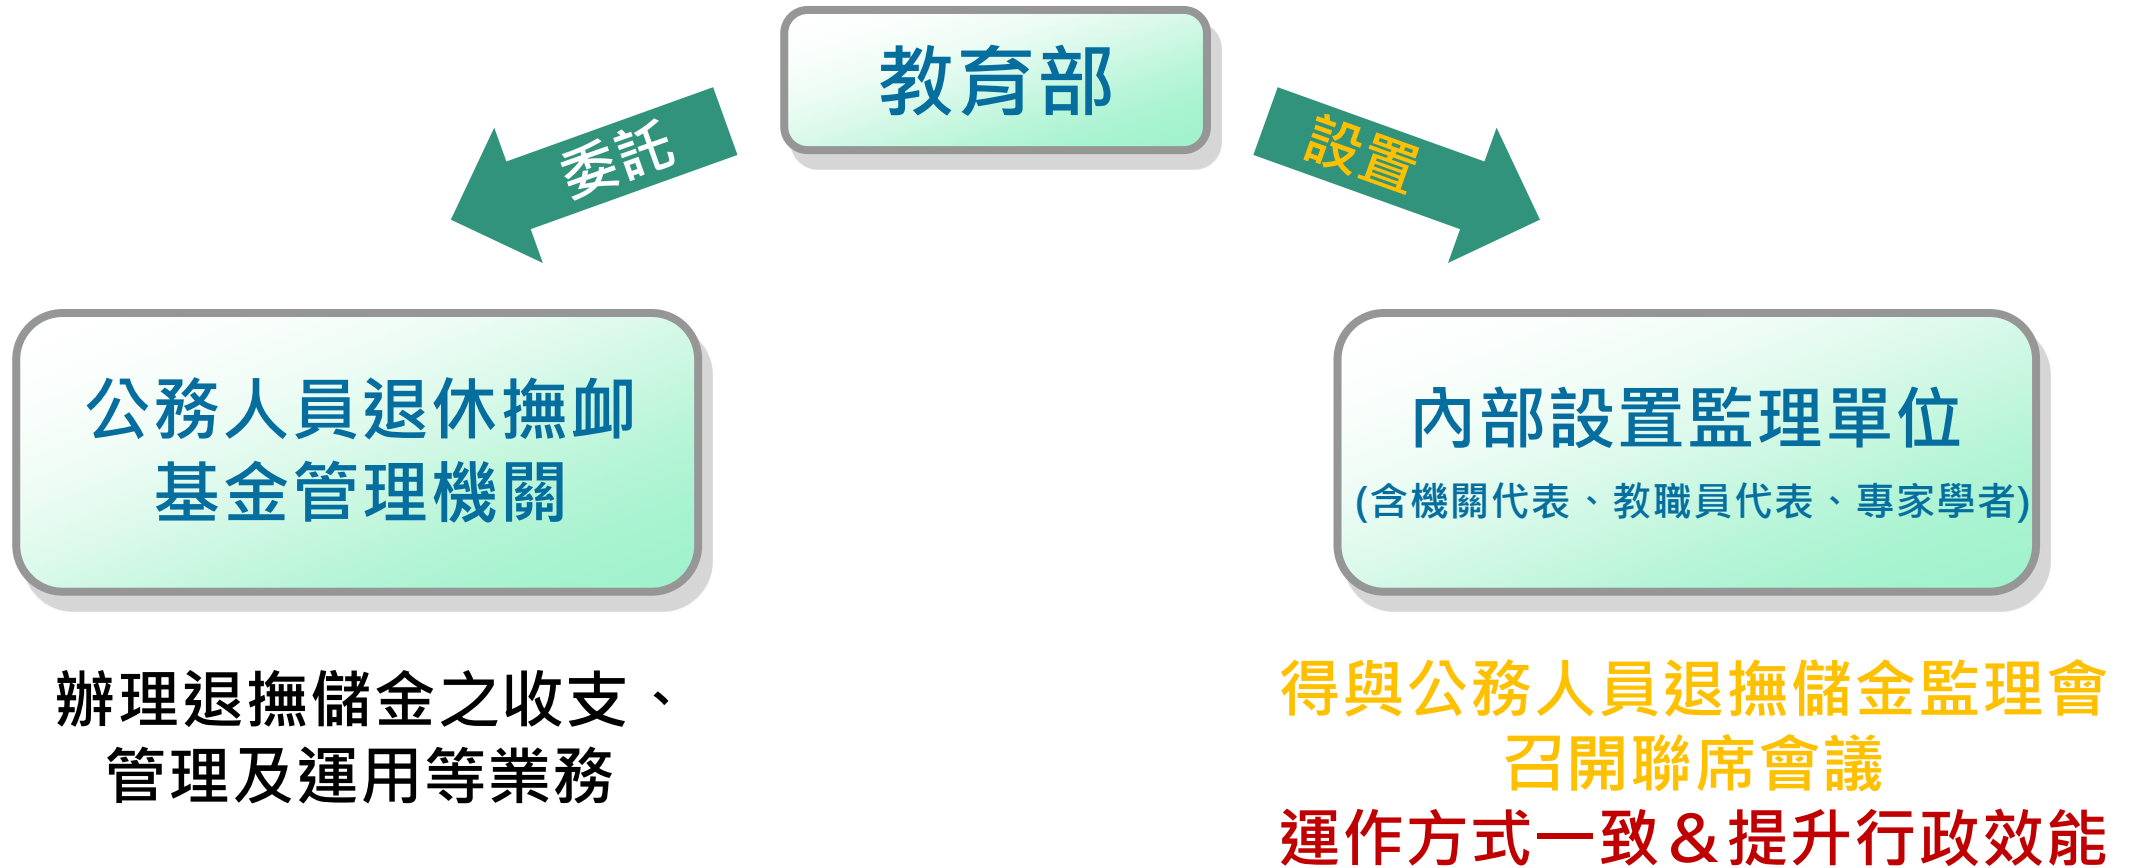 教育部
委託
設置
公務人員退休撫卹
基金管理機關
內部設置監理單位
(含機關代表、教職員代表、專家學者)
辦理退撫儲金之收支、
管理及運用等業務
得與公務人員退撫儲金監理會
召開聯席會議
運作方式一致＆提升行政效能